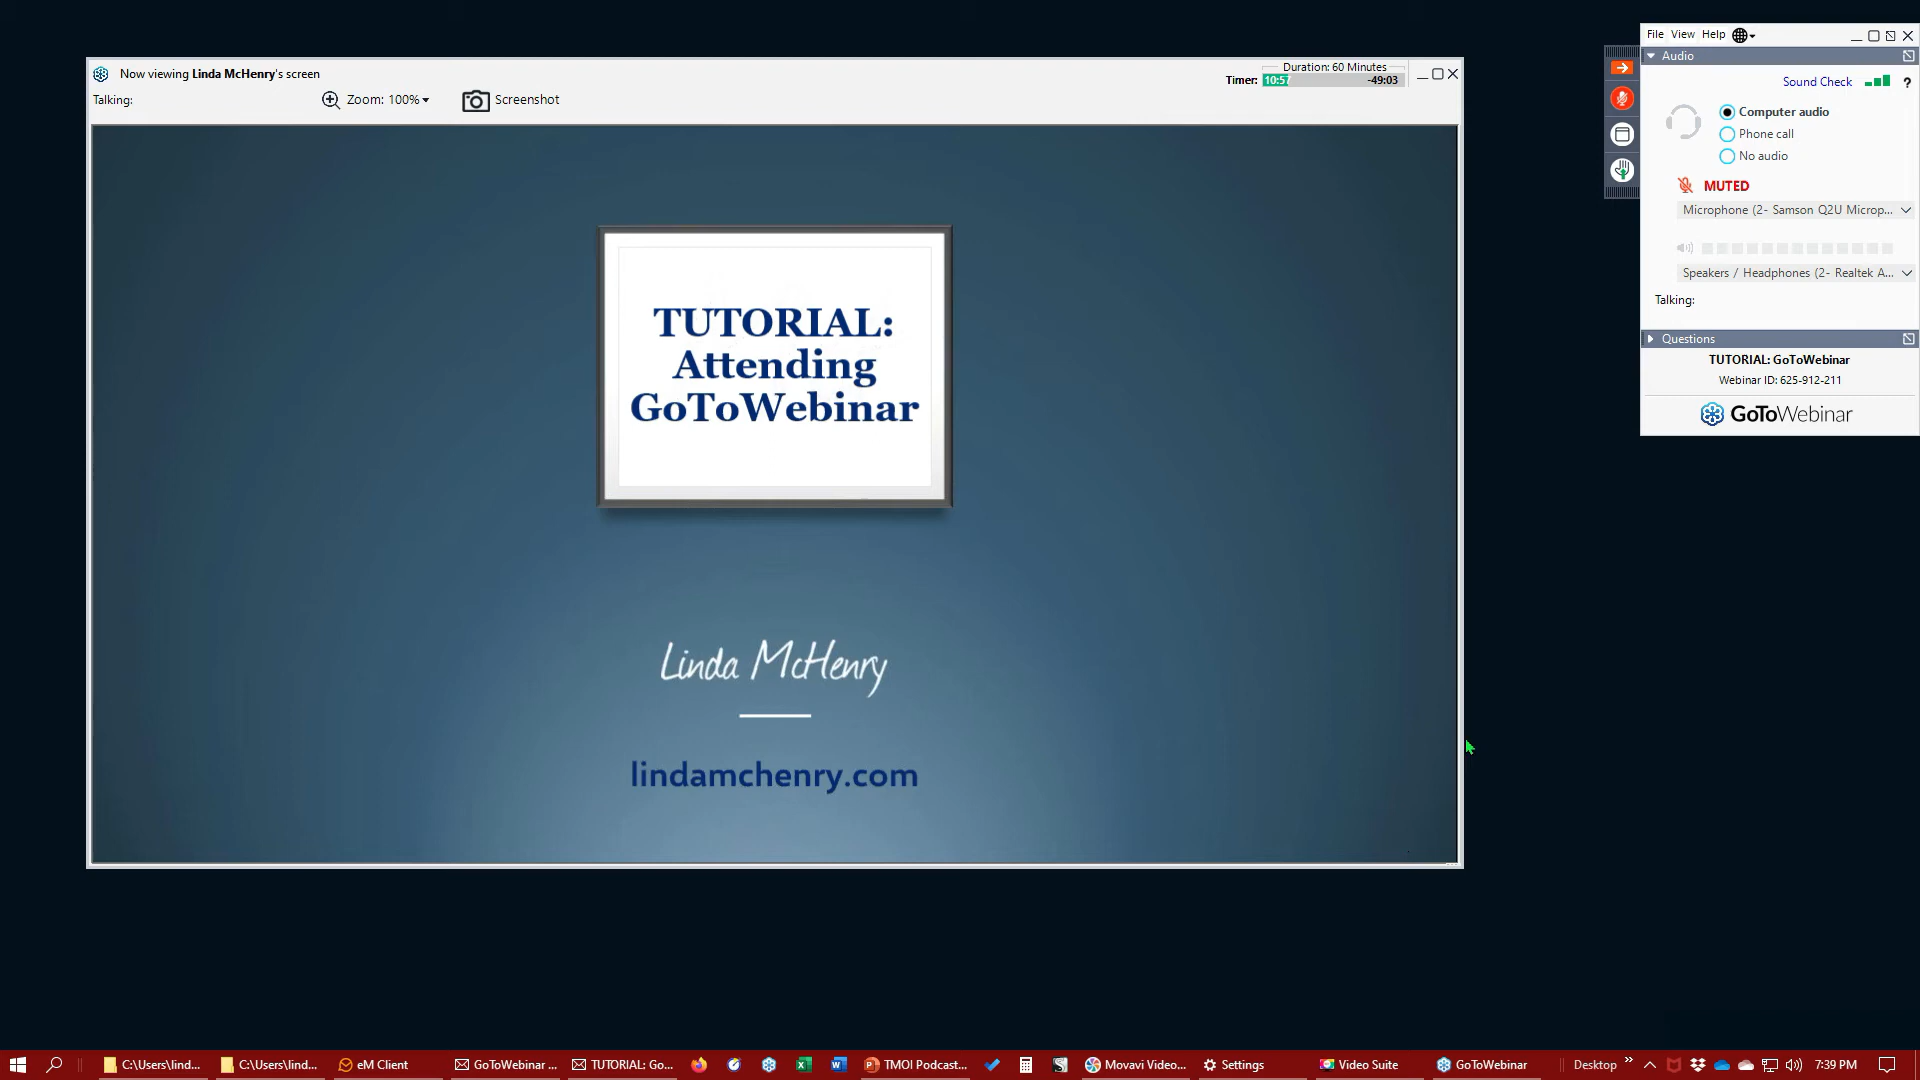 Now viewing Linda McHenry's screen
Talking:
Zoom: 100%
Screenshot
Duration: 60 Minutes
Timer: 10:57 -49:03
TUTORIAL:
Attending
GoToWebinar
Linda McHenry
lindamchenry.com
File View Help
Audio
Sound Check
?
Computer audio
Phone call
No audio
MUTED
Microphone (2- Samson Q2U Microp...
Speakers / Headphones (2- Realtek A...
Talking:
Questions
TUTORIAL: GoToWebinar
Webinar ID: 625-912-211
GoToWebinar
C:\Users\lind...
C:\Users\lind...
eM Client
GoToWebinar ...
TUTORIAL: Go...
TMOI Podcast...
Movavi Video...
Settings
Video Suite
GoToWebinar
Desktop
7:39 PM